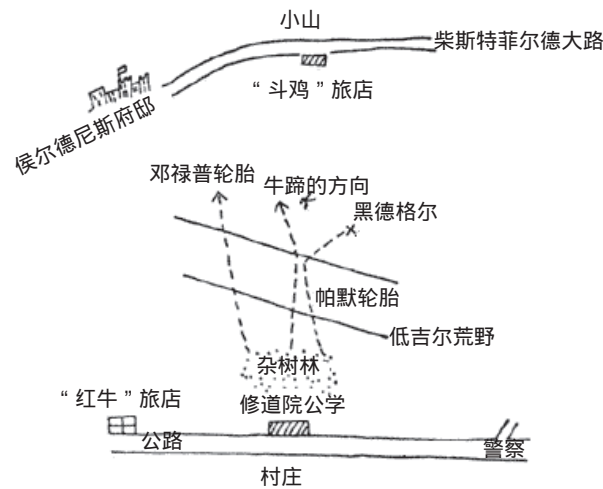 小山
柴斯特菲尔德大路
“斗鸡”旅店
侯尔德尼斯府邸
邓禄普轮胎
牛蹄的方向
黑德格尔
帕默轮胎
低吉尔荒野
杂树林
“红牛”旅店
修道院公学
公路
警察
村庄